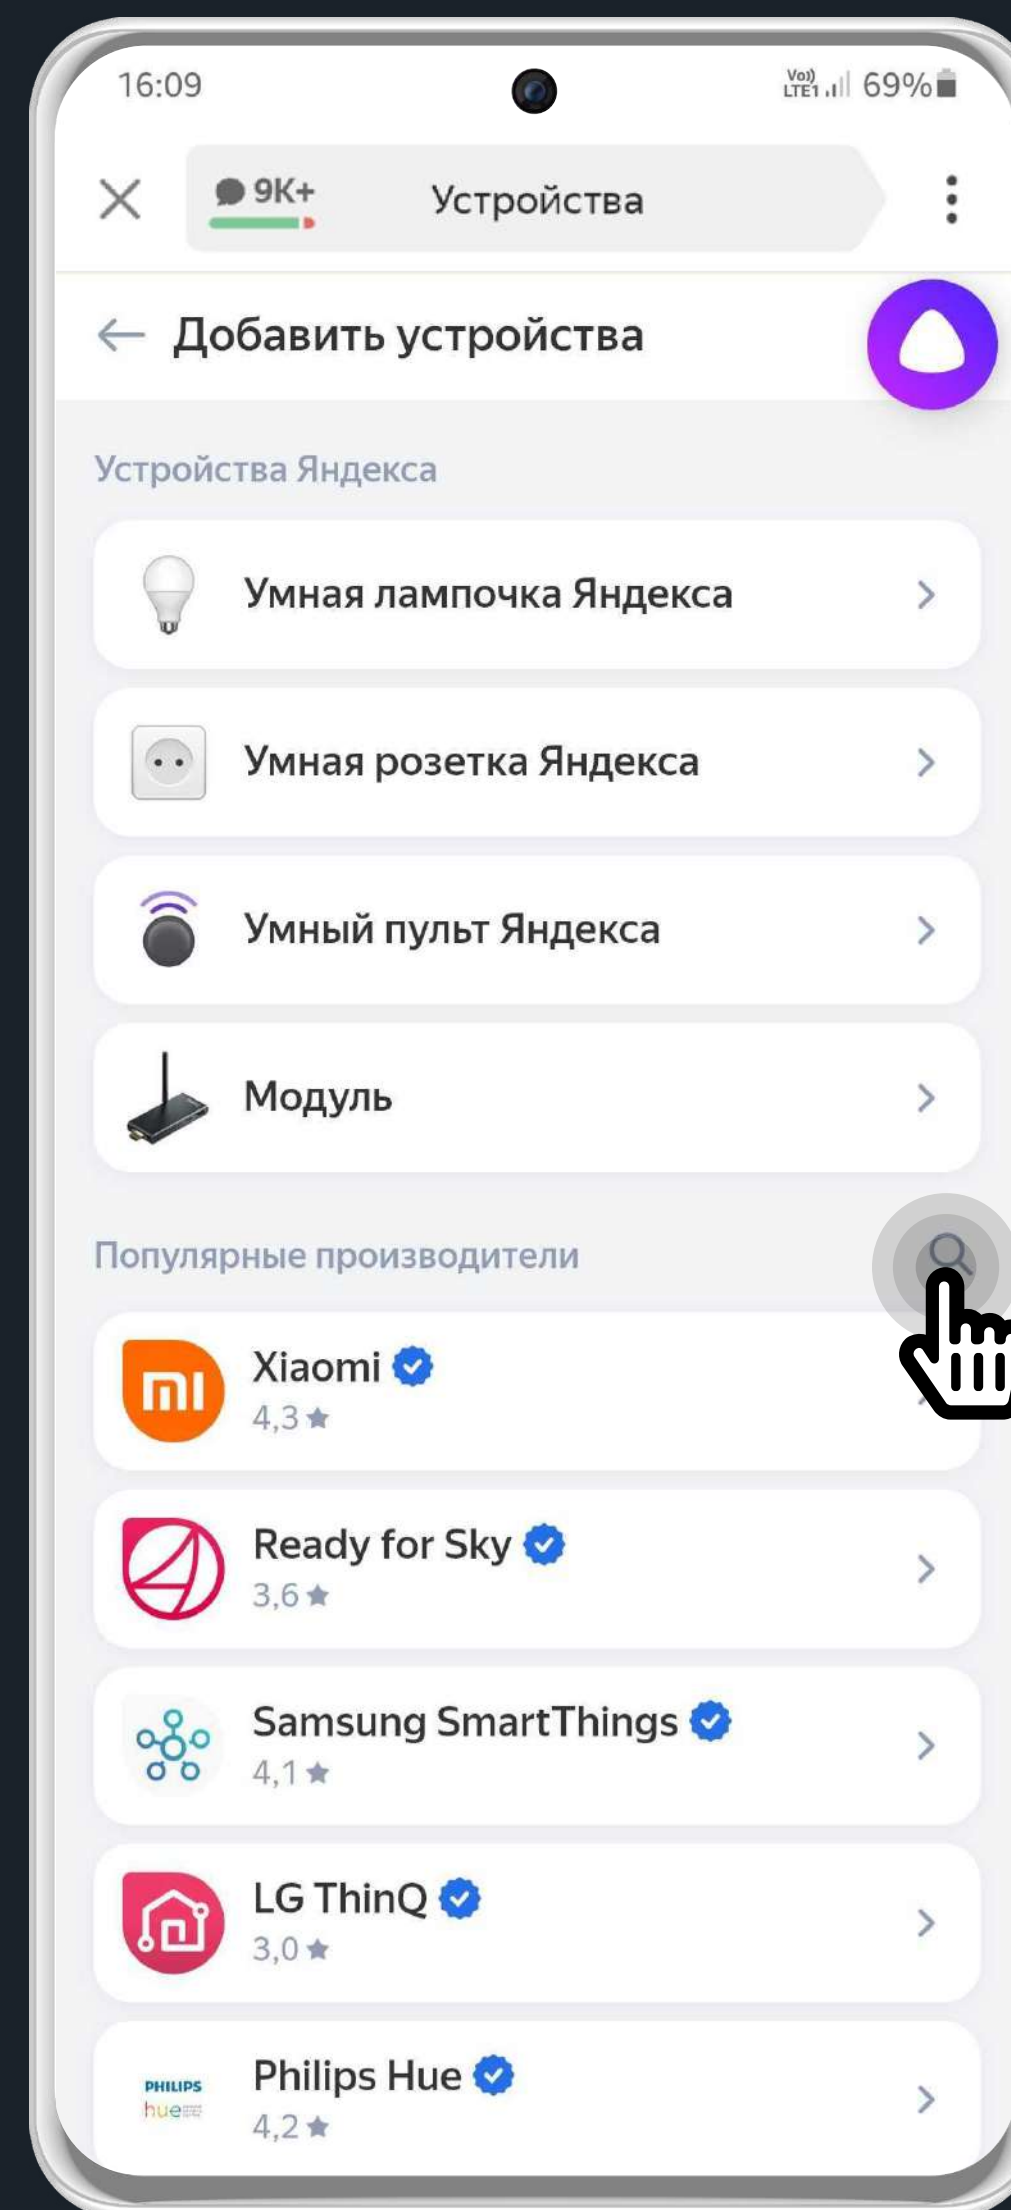 16:09
Vo))
LTE1
69%
9K+
Устройства
Добавить устройства
Устройства Яндекса
Умная лампочка Яндекса
Умная розетка Яндекса
Умный пульт Яндекса
Модуль
Популярные производители
Xiaomi
4,3 ★
Ready for Sky
3,6 ★
Samsung SmartThings
4,1 ★
LG ThinQ
3,0 ★
PHILIPS
hue
Philips Hue
4,2 ★